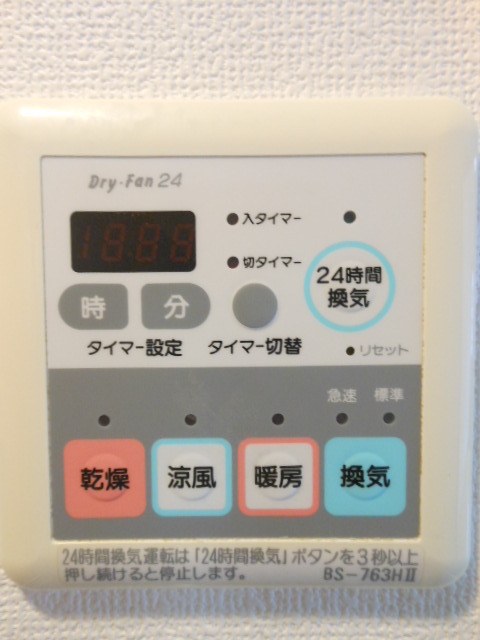 Dry-Fan 24
入タイマー
1888
切タイマー
24時間
換気
時 分
タイマー設定 タイマー切替
リセット
急速 標準
乾燥 涼風 暖房 換気
24時間換気運転は「24時間換気」ボタンを3秒以上
押し続けると停止します。 BS-763HⅡ